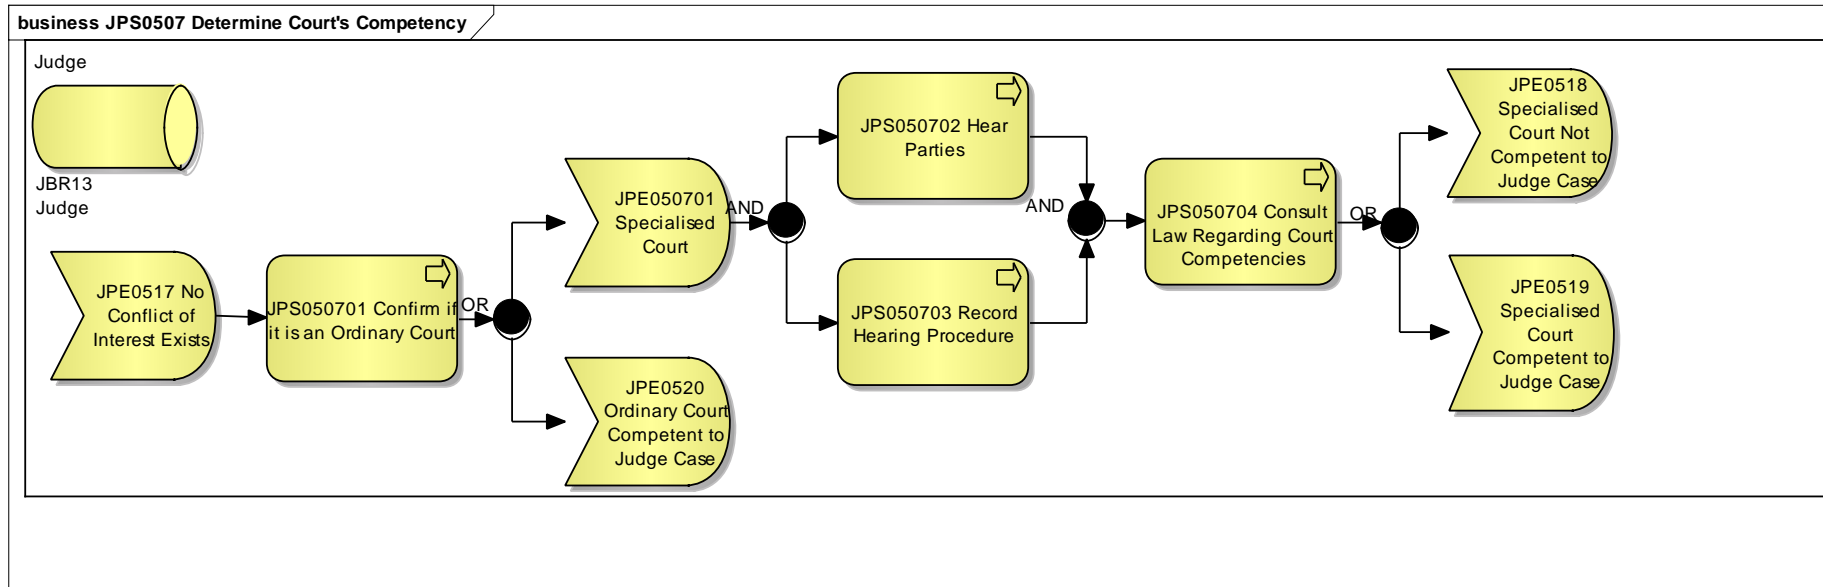 business JPS0507 Determine Court's Competency
Judge
JBR13
Judge
JPE0517 No
Conflict of
Interest Exists
JPS050701 Confirm if
it is an Ordinary Court
OR
JPE050701
Specialised
Court
JPE0520
Ordinary Court
Competent to
Judge Case
AND
JPS050702 Hear
Parties
JPS050703 Record
Hearing Procedure
AND
JPS050704 Consult
Law Regarding Court
Competencies
OR
JPE0518
Specialised
Court Not
Competent to
Judge Case
JPE0519
Specialised
Court
Competent to
Judge Case